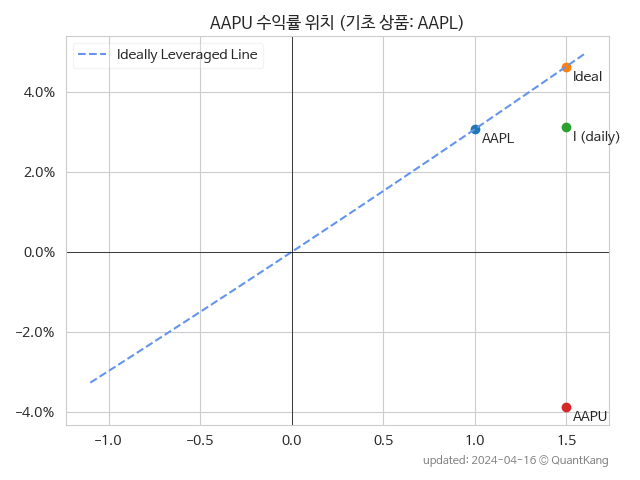 AAPU 수익률 위치 (기초 상품: AAPL)
Ideally Leveraged Line
4.0%
Ideal
I (daily)
AAPL
2.0%
0.0%
−2.0%
−4.0%
AAPU
−1.0 −0.5 0.0 0.5 1.0 1.5
updated: 2024-04-16 © QuantKang